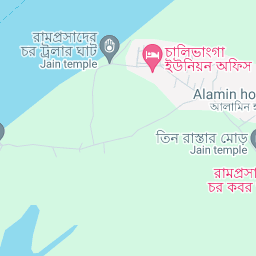 রামপ্রসাদের
চর ট্রলার ঘাট
Jain temple
চালিভাংগা
ইউনিয়ন অফিস
Alamin ho
আলামিন হ
তিন রাস্তার মোড়
Jain temple
রামপ্রসা
চর কবর